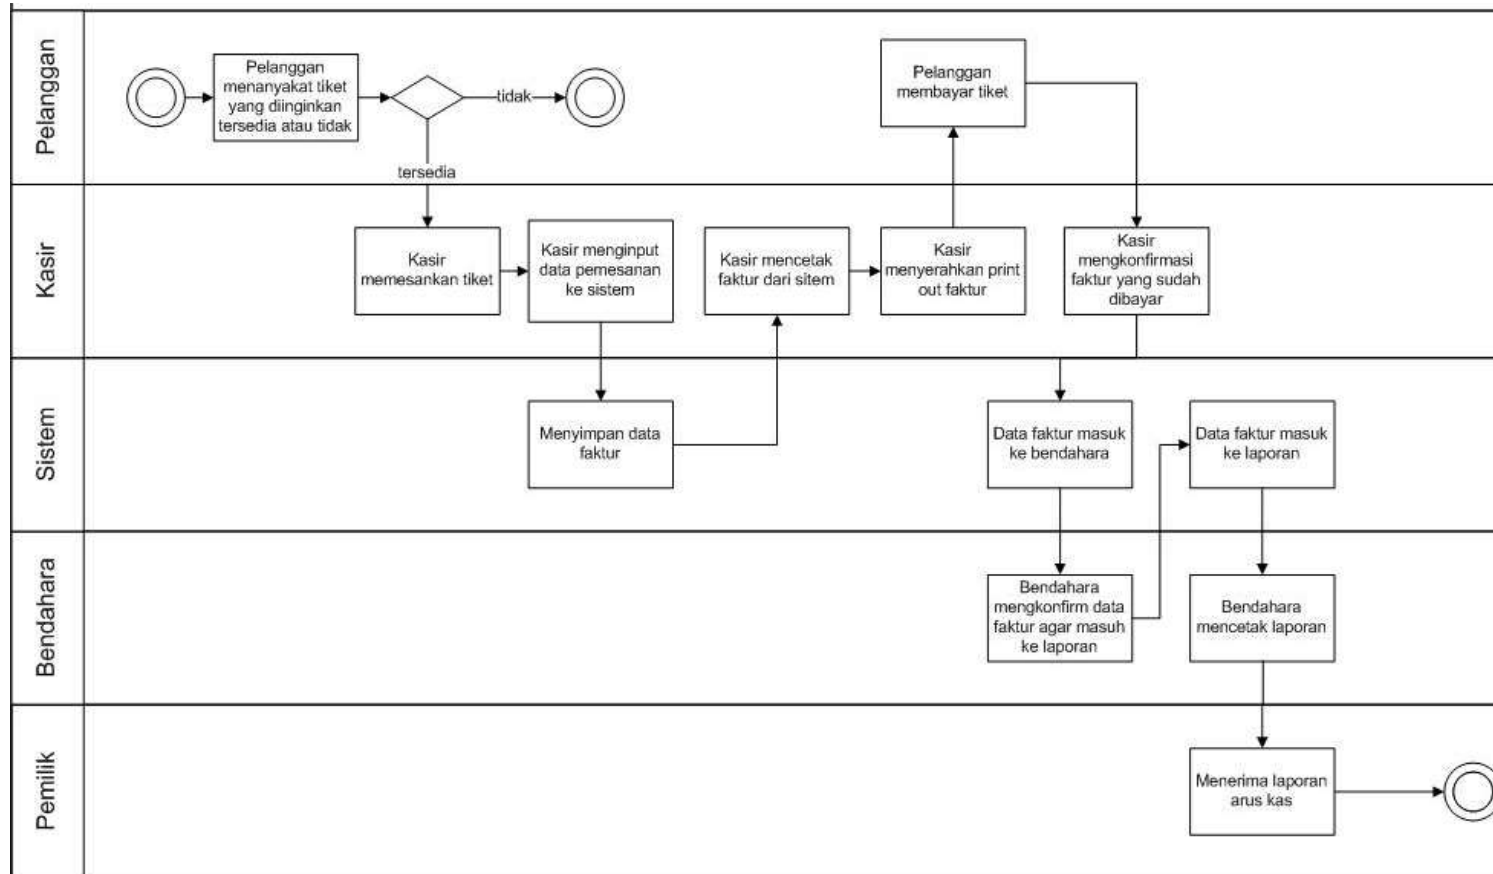 Pelanggan
Pelanggan
menanyakat tiket
yang diinginkan
tersedia atau tidak
tidak
tersedia
Pelanggan
membayar tiket
Kasir
Kasir
memesankan tiket
Kasir menginput
data pemesanan
ke sistem
Kasir mencetak
faktur dari sitem
Kasir
menyerahkan print
out faktur
Kasir
mengkonfirmasi
faktur yang sudah
dibayar
Sistem
Menyimpan data
faktur
Data faktur masuk
ke bendahara
Data faktur masuk
ke laporan
Bendahara
Bendahara
mengkonfirm data
faktur agar masuh
ke laporan
Bendahara
mencetak laporan
Pemilik
Menerima laporan
arus kas